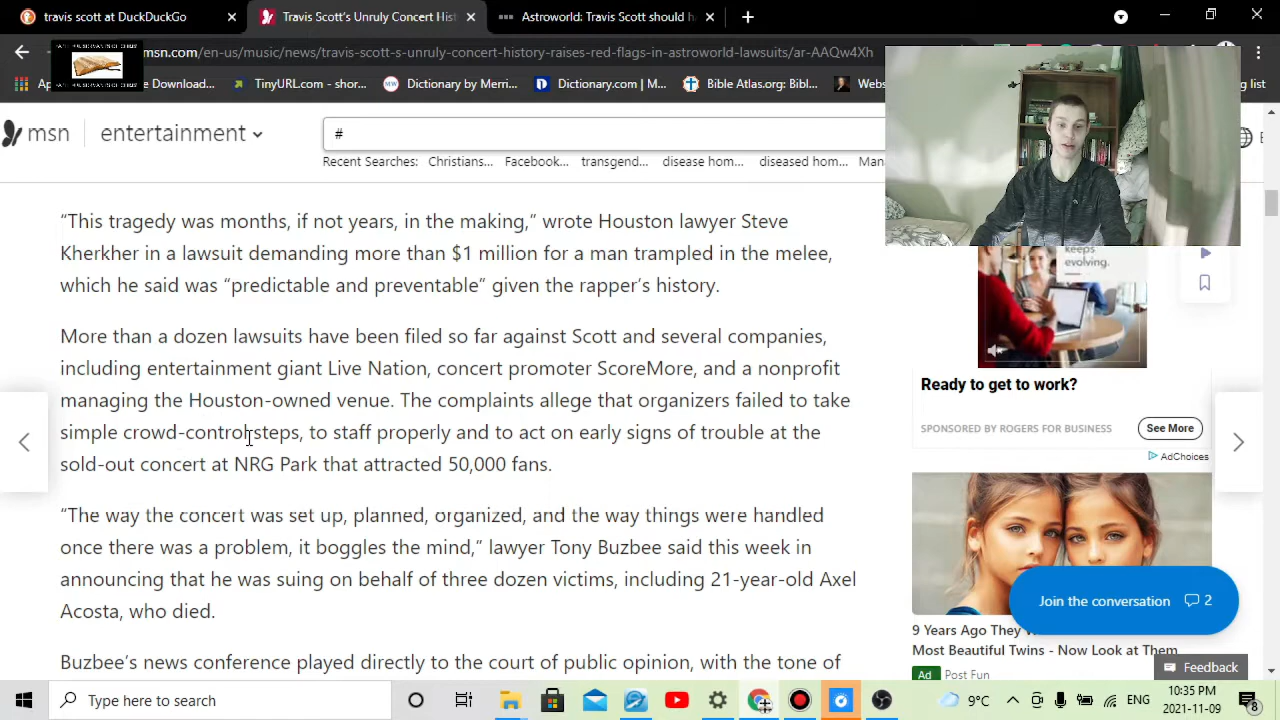 travis scott at DuckDuckGo
Travis Scott's Unruly Concert Hist
Astroworld: Travis Scott should h
msn.com/en-us/music/news/travis-scott-s-unruly-concert-history-raises-red-flags-in-astroworld-lawsuits
Download...
TinyURL.com - shor
Dictionary by Merri...
Dictionary.com | M...
Bible Atlas.org
Webs
ng list
msn
entertainment
#
Recent Searches: Christians... Facebook... transgend... disease hom... diseased hom... Man
“This tragedy was months, if not years, in the making,” wrote Houston lawyer Steve
Kherkher in a lawsuit demanding more than $1 million for a man trampled in the melee,
which he said was “predictable and preventable” given the rapper’s history.
More than a dozen lawsuits have been filed so far against Scott and several companies,
including entertainment giant Live Nation, concert promoter ScoreMore, and a nonprofit
managing the Houston-owned venue. The complaints allege that organizers failed to take
simple crowd-control steps, to staff properly and to act on early signs of trouble at the
sold-out concert at NRG Park that attracted 50,000 fans.
“The way the concert was set up, planned, organized, and the way things were handled
once there was a problem, it boggles the mind,” lawyer Tony Buzbee said this week in
announcing that he was suing on behalf of three dozen victims, including 21-year-old Axel
Acosta, who died.
Buzbee’s news conference played directly to the court of public opinion, with the tone of
keeps
evolving.
Ready to get to work?
SPONSORED BY ROGERS FOR BUSINESS
See More
AdChoices
Join the conversation 2
9 Years Ago They W
Most Beautiful Twins - Now Look at Them
Ad Post Fun
Feedback
Type here to search
9°C
ENG
10:35 PM
2021-11-09
8